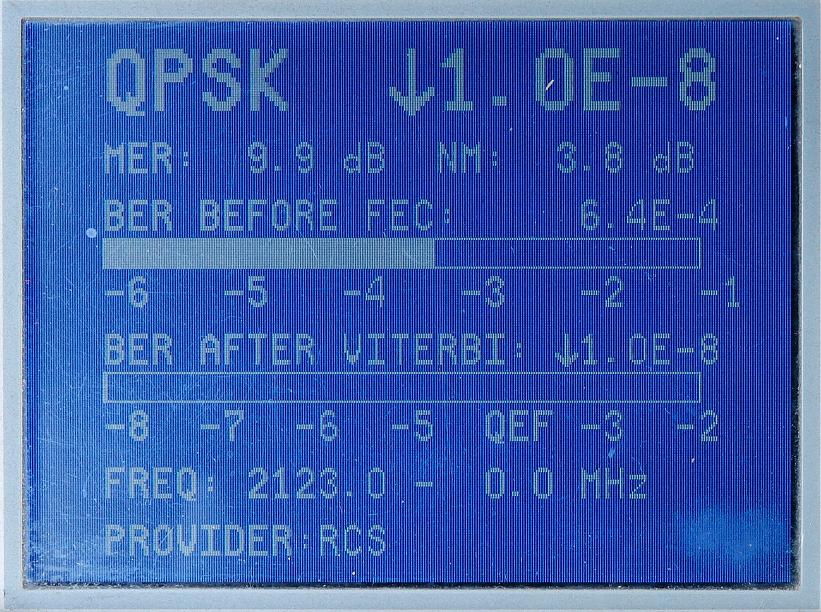 QPSK ↓1.0E-8
MER: 9.9 dB NM: 3.8 dB
BER BEFORE FEC: 6.4E-4
-6 -5 -4 -3 -2 -1
BER AFTER VITERBI: ↓1.0E-8
-8 -7 -6 -5 QEF -3 -2
FREQ: 2123.0 - 0.0 MHz
PROVIDER:RCS